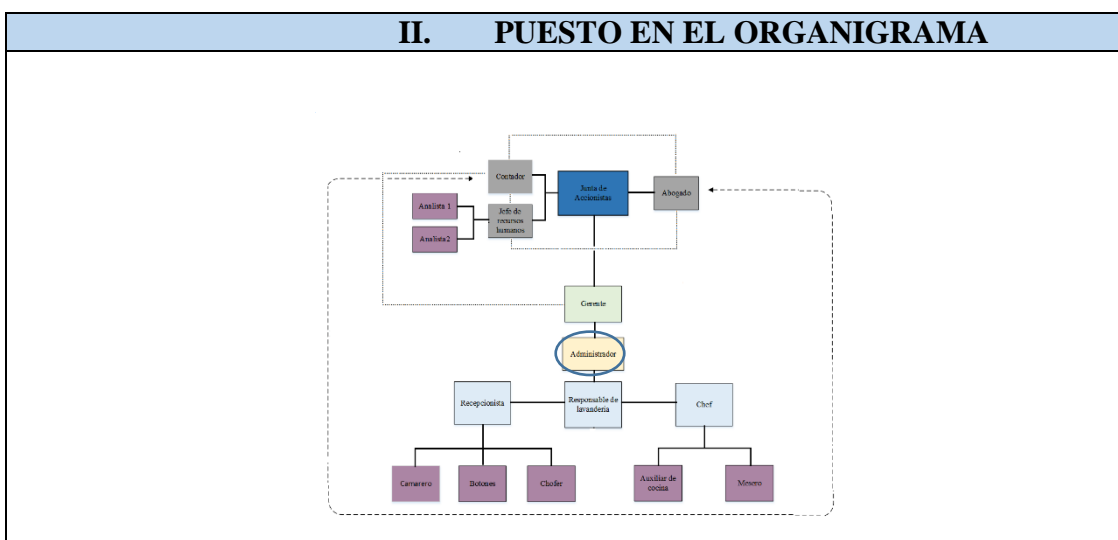 II. PUESTO EN EL ORGANIGRAMA
Contador
Junta de
Accionistas
Abogado
Analista 1
Jefe de
recursos
humanos
Analista2
Gerente
Administrador
Recepcionista
Responsable de
lavandería
Chef
Camarero
Botones
Chofer
Auxiliar de
cocina
Mesero